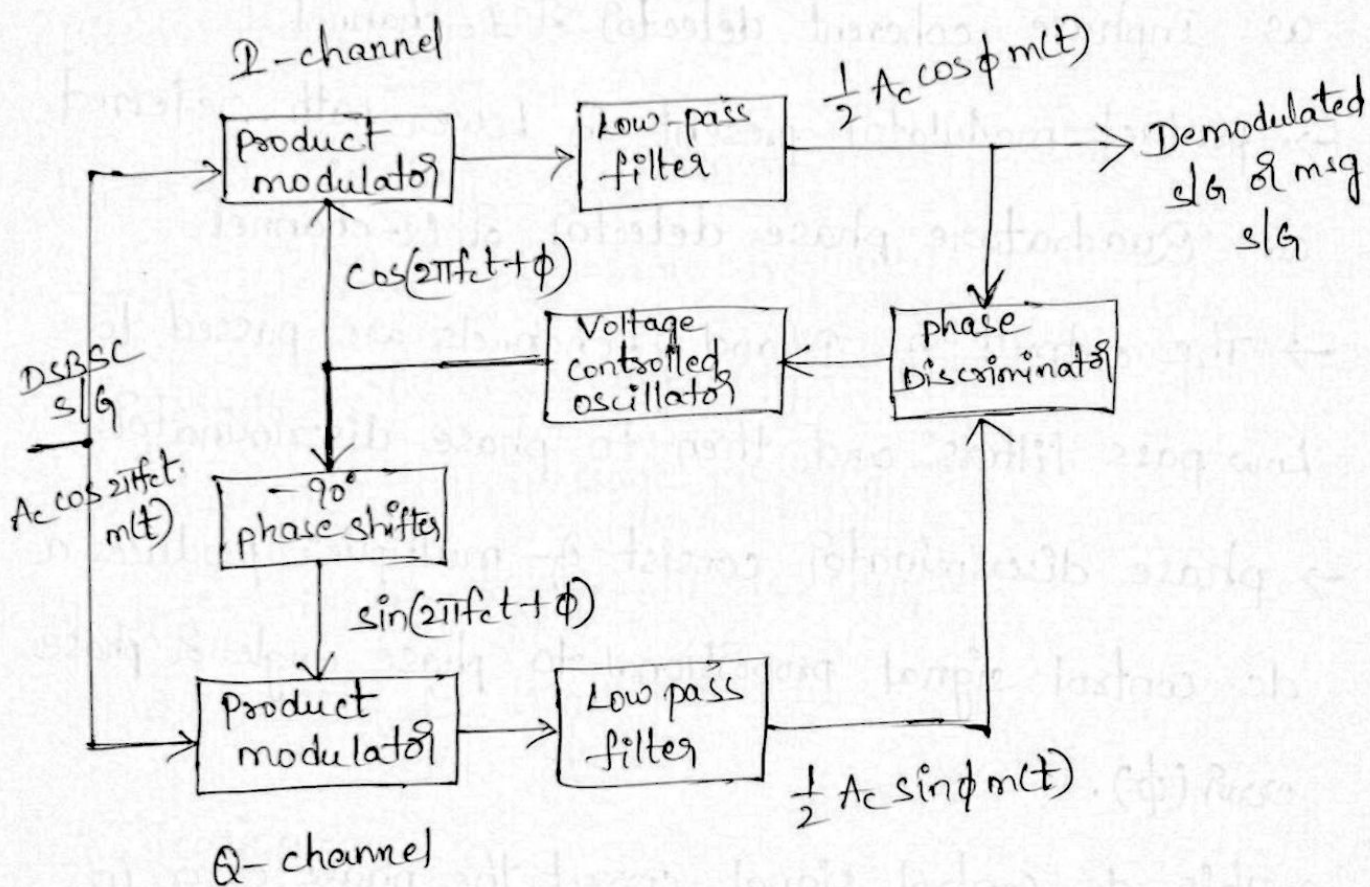 I-channel
Product
modulator
Low-pass
filter
1/2 Ac cosϕ m(t)
Demodulated
s/G or msg
s/G
cos(2πfct+ϕ)
Voltage
controlled
oscillator
phase
Discriminator
DSBSC
s/G
Ac cos 2πfct.
m(t)
-90°
phase shifter
sin(2πfct+ϕ)
Product
modulator
Low pass
filter
1/2 Ac sinϕ m(t)
Q-channel